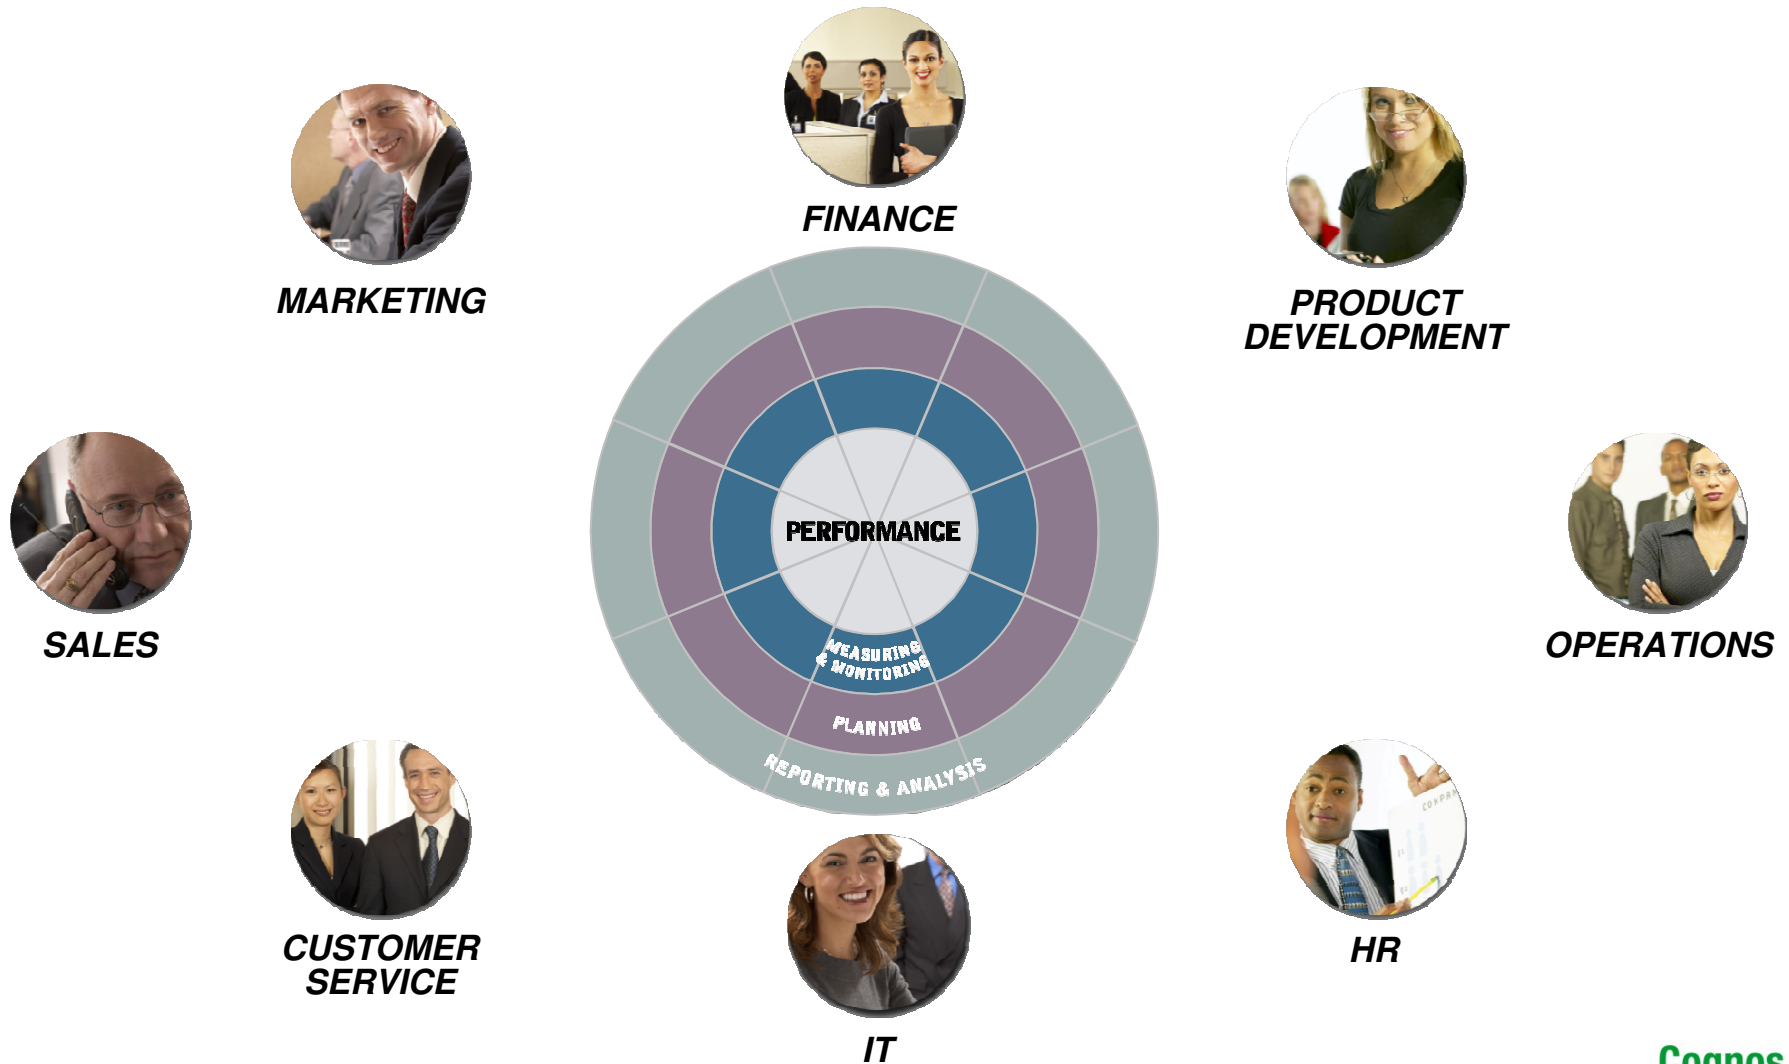 FINANCE
MARKETING
PRODUCT
DEVELOPMENT
PERFORMANCE
SALES
OPERATIONS
MEASURING
& MONITORING
PLANNING
REPORTING & ANALYSIS
CUSTOMER
SERVICE
HR
IT
Cognos